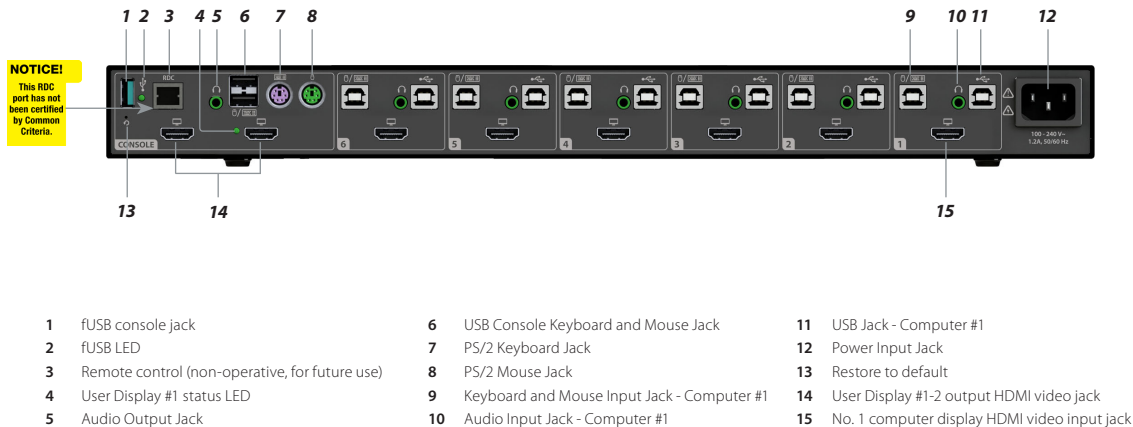 1 2 3 4 5 6 7 8 9 10 11 12
NOTICE!
This RDC
port has not
been certified
by Common
Criteria.
RDC
CONSOLE
6
5
4
3
2
1
100 - 240 V~
1.2A, 50/60 Hz
13 14 15
1 fUSB console jack
2 fUSB LED
3 Remote control (non-operative, for future use)
4 User Display #1 status LED
5 Audio Output Jack
6 USB Console Keyboard and Mouse Jack
7 PS/2 Keyboard Jack
8 PS/2 Mouse Jack
9 Keyboard and Mouse Input Jack - Computer #1
10 Audio Input Jack - Computer #1
11 USB Jack - Computer #1
12 Power Input Jack
13 Restore to default
14 User Display #1-2 output HDMI video jack
15 No. 1 computer display HDMI video input jack